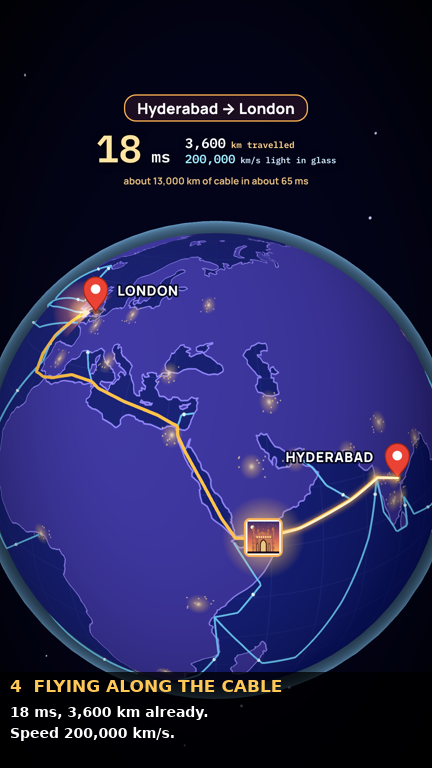 Hyderabad → London
18 ms
3,600 km travelled
200,000 km/s light in glass
about 13,000 km of cable in about 65 ms
LONDON
HYDERABAD
4 FLYING ALONG THE CABLE
18 ms, 3,600 km already.
Speed 200,000 km/s.